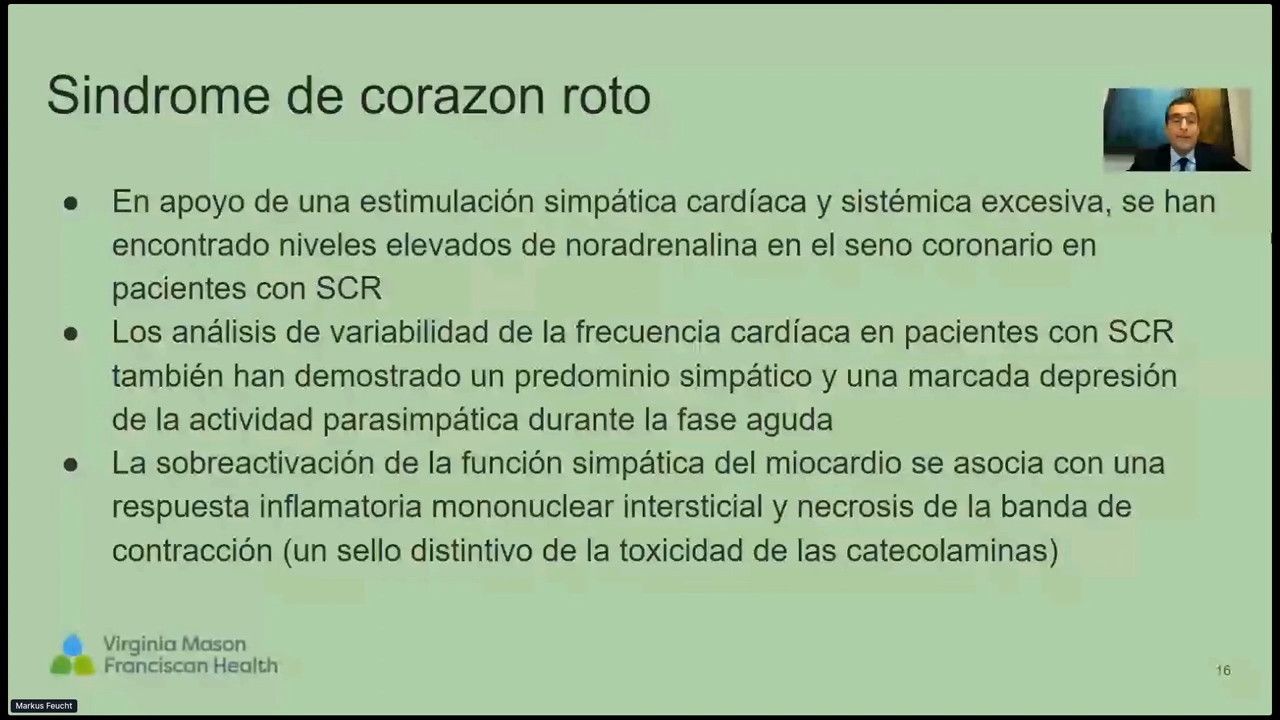 Sindrome de corazon roto
● En apoyo de una estimulación simpática cardíaca y sistémica excesiva, se han
encontrado niveles elevados de noradrenalina en el seno coronario en
pacientes con SCR
● Los análisis de variabilidad de la frecuencia cardíaca en pacientes con SCR
también han demostrado un predominio simpático y una marcada depresión
de la actividad parasimpática durante la fase aguda
● La sobreactivación de la función simpática del miocardio se asocia con una
respuesta inflamatoria mononuclear intersticial y necrosis de la banda de
contracción (un sello distintivo de la toxicidad de las catecolaminas)
Virginia Mason
Franciscan Health
16
Markus Feucht